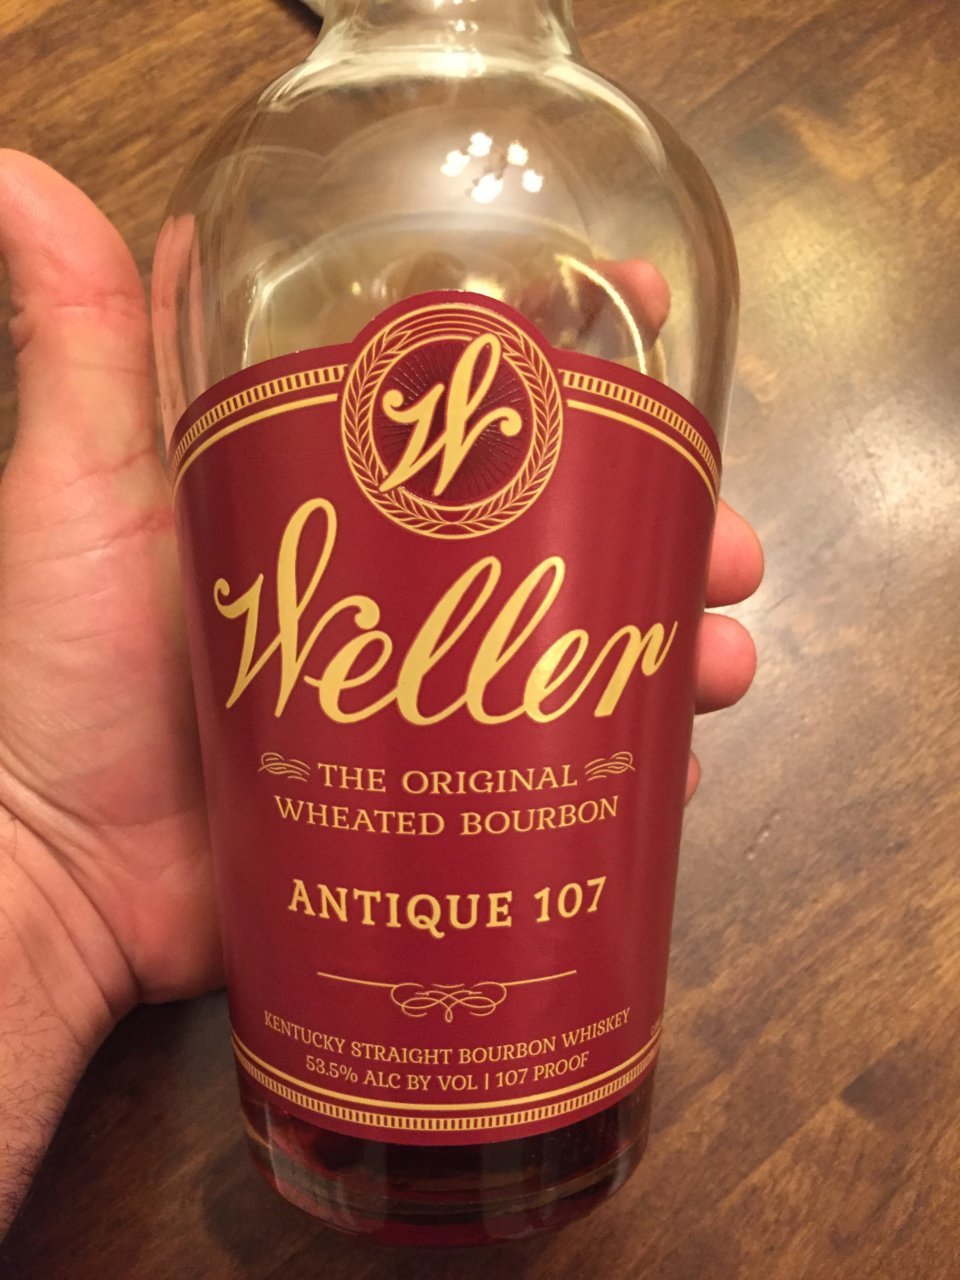 W
Weller
THE ORIGINAL
WHEATED BOURBON
ANTIQUE 107
KENTUCKY STRAIGHT BOURBON WHISKEY
53.5% ALC BY VOL | 107 PROOF